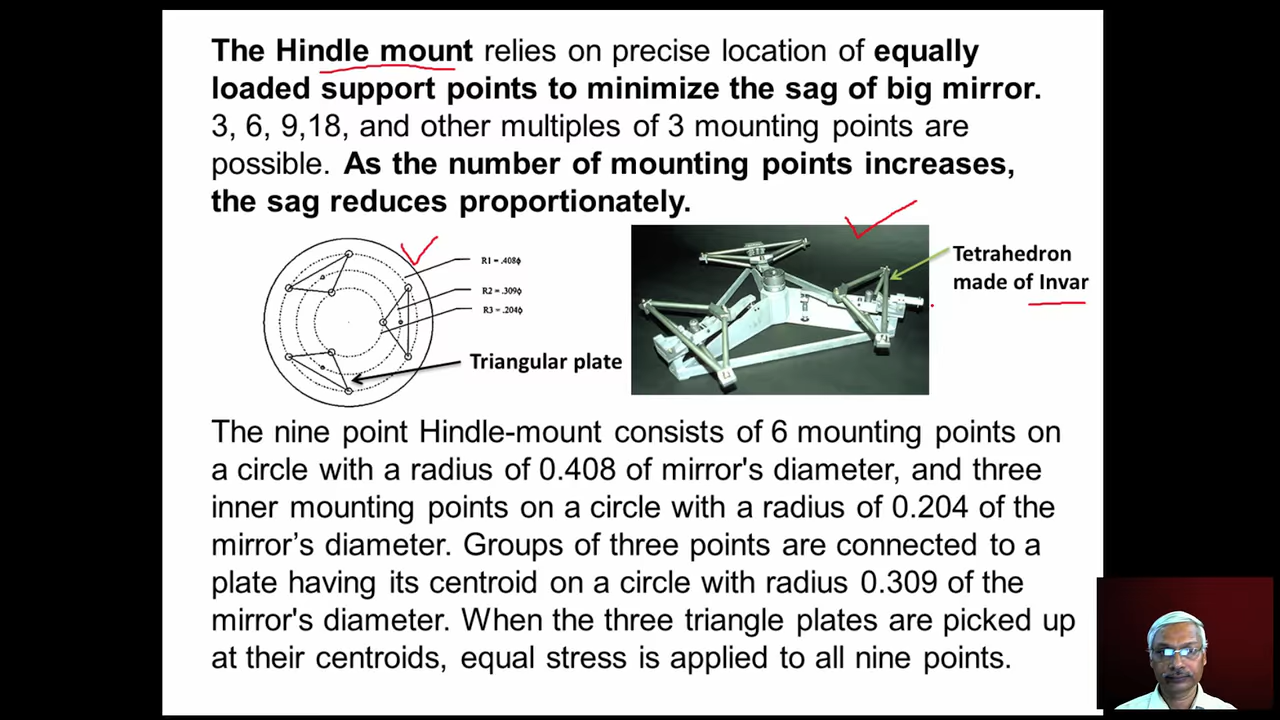 The Hindle mount relies on precise location of equally
loaded support points to minimize the sag of big mirror.
3, 6, 9,18, and other multiples of 3 mounting points are
possible. As the number of mounting points increases,
the sag reduces proportionately.
R1 = .408ϕ
R2 = .309ϕ
R3 = .204ϕ
Triangular plate
Tetrahedron
made of Invar
The nine point Hindle-mount consists of 6 mounting points on
a circle with a radius of 0.408 of mirror's diameter, and three
inner mounting points on a circle with a radius of 0.204 of the
mirror’s diameter. Groups of three points are connected to a
plate having its centroid on a circle with radius 0.309 of the
mirror's diameter. When the three triangle plates are picked up
at their centroids, equal stress is applied to all nine points.